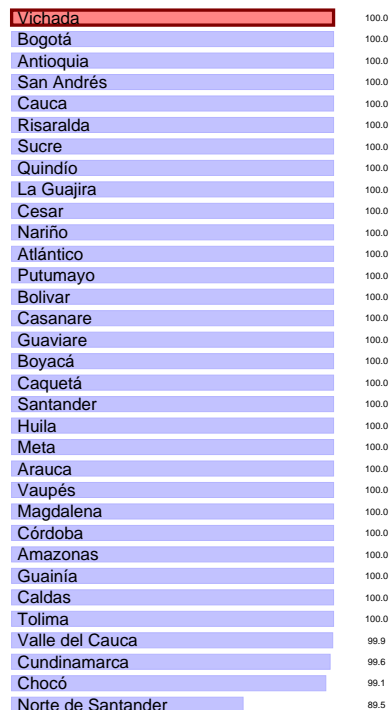 Vichada 100.0
Bogotá 100.0
Antioquia 100.0
San Andrés 100.0
Cauca 100.0
Risaralda 100.0
Sucre 100.0
Quindío 100.0
La Guajira 100.0
Cesar 100.0
Nariño 100.0
Atlántico 100.0
Putumayo 100.0
Bolivar 100.0
Casanare 100.0
Guaviare 100.0
Boyacá 100.0
Caquetá 100.0
Santander 100.0
Huila 100.0
Meta 100.0
Arauca 100.0
Vaupés 100.0
Magdalena 100.0
Córdoba 100.0
Amazonas 100.0
Guainía 100.0
Caldas 100.0
Tolima 100.0
Valle del Cauca 99.9
Cundinamarca 99.6
Chocó 99.1
Norte de Santander 89.5